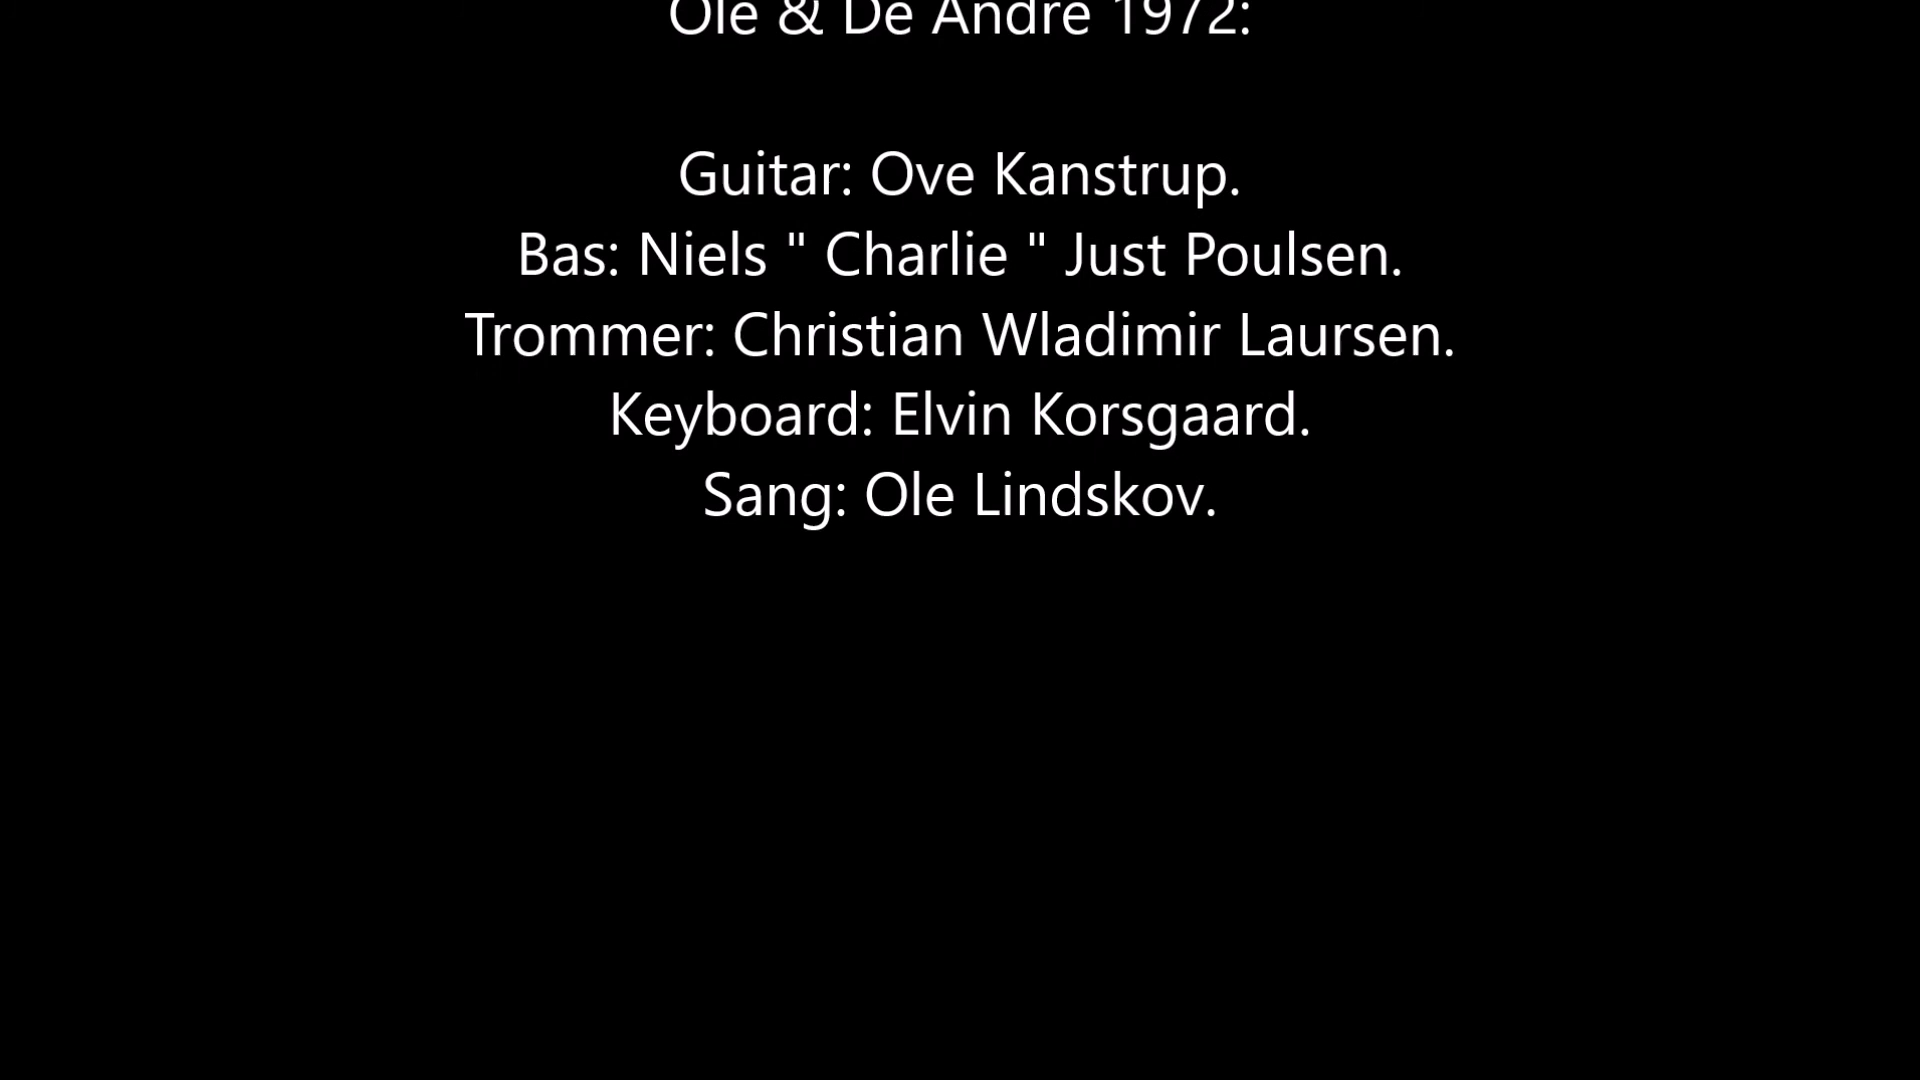 Ole & De Andre 1972:
Guitar: Ove Kanstrup.
Bas: Niels " Charlie " Just Poulsen.
Trommer: Christian Wladimir Laursen.
Keyboard: Elvin Korsgaard.
Sang: Ole Lindskov.